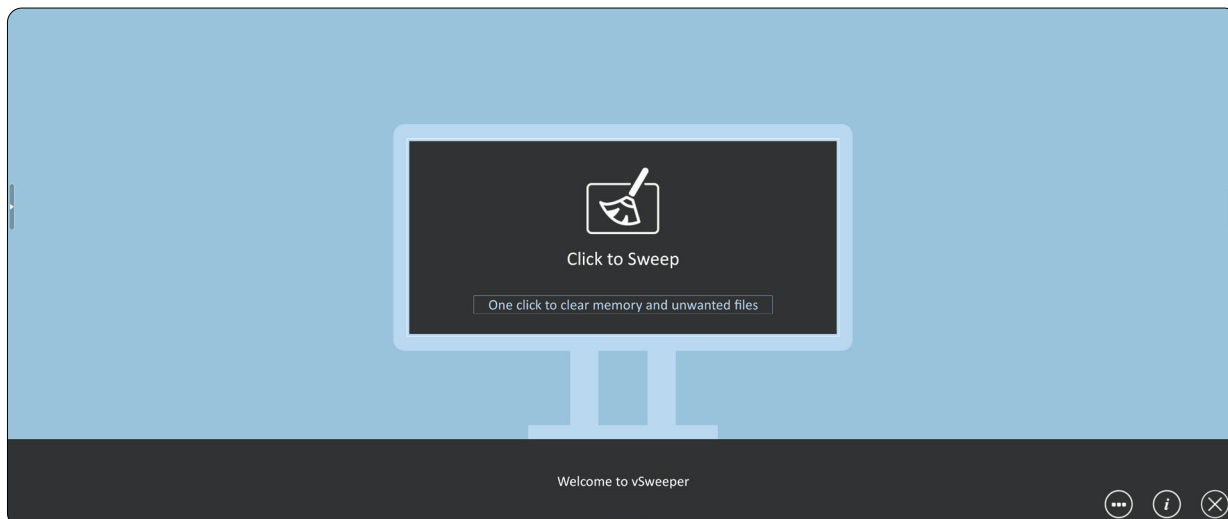 Click to Sweep
One click to clear memory and unwanted files
Welcome to vSweeper